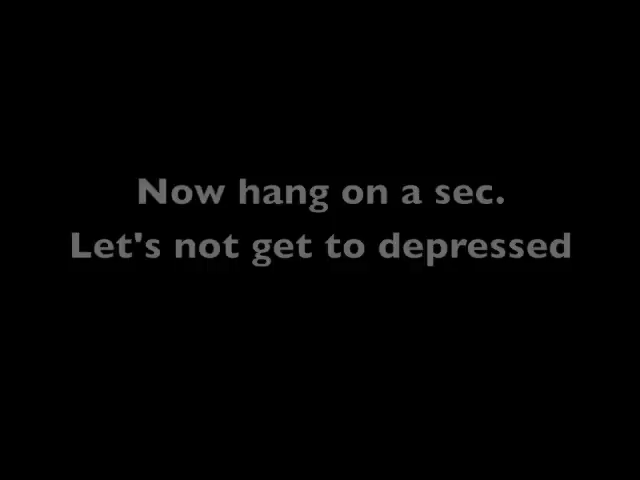 Now hang on a sec.
Let's not get to depressed